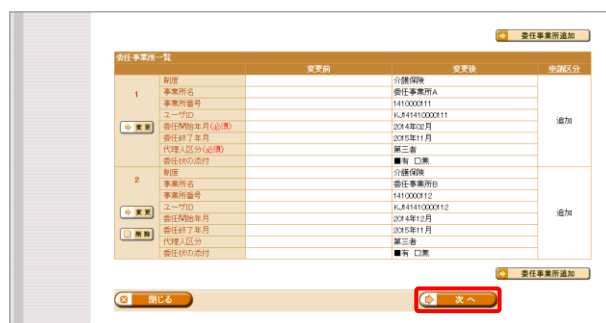 委任事業所追加
委任事業所一覧
変更前 変更後 申請区分
1
変更
制度 介護保険
事業所名 委任事業所A
事業所番号 1410000111
ユーザID KJ141410000111
委任開始年月(必須) 2014年02月
委任終了年月 2015年11月
代理人区分(必須) 第三者
委任状の添付 ■有 □無
追加
2
変更
削除
制度 介護保険
事業所名 委任事業所B
事業所番号 1410000112
ユーザID KJ141410000112
委任開始年月 2014年12月
委任終了年月 2015年11月
代理人区分 第三者
委任状の添付 ■有 □無
追加
委任事業所追加
閉じる
次へ